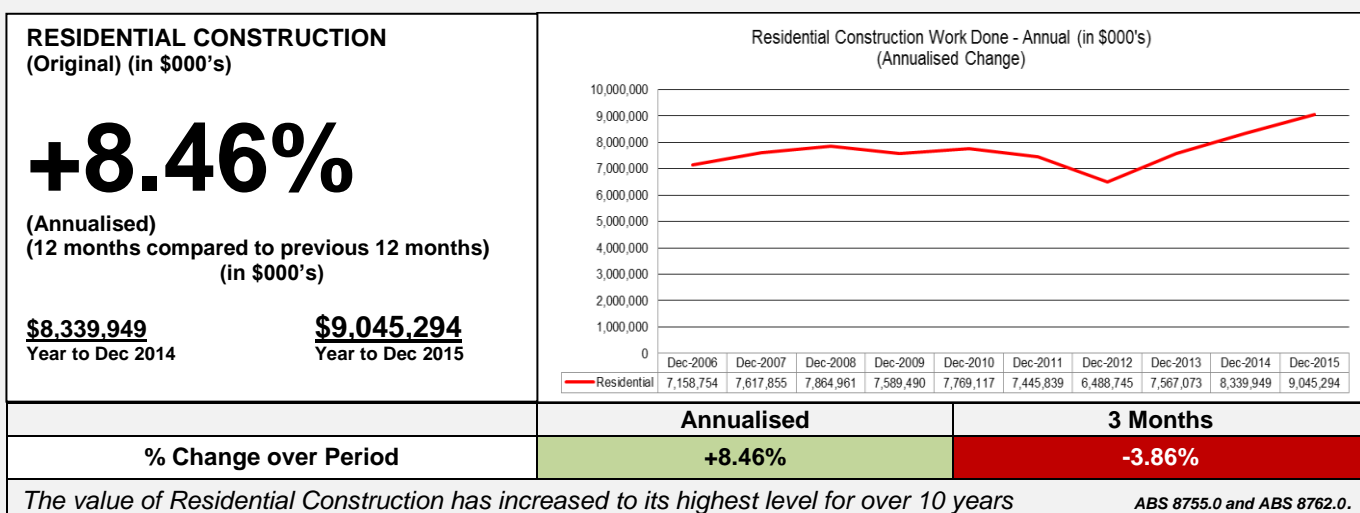 RESIDENTIAL CONSTRUCTION
(Original) (in $000’s)
+8.46%
(Annualised)
(12 months compared to previous 12 months)
(in $000’s)
$8,339,949 $9,045,294
Year to Dec 2014 Year to Dec 2015
Residential Construction Work Done - Annual (in $000's)
(Annualised Change)
10,000,000
9,000,000
8,000,000
7,000,000
6,000,000
5,000,000
4,000,000
3,000,000
2,000,000
1,000,000
0
Dec-2006 Dec-2007 Dec-2008 Dec-2009 Dec-2010 Dec-2011 Dec-2012 Dec-2013 Dec-2014 Dec-2015
Residential 7,158,754 7,617,855 7,864,961 7,589,490 7,769,117 7,445,839 6,488,745 7,567,073 8,339,949 9,045,294
Annualised 3 Months
% Change over Period +8.46% -3.86%
The value of Residential Construction has increased to its highest level for over 10 years ABS 8755.0 and ABS 8762.0.